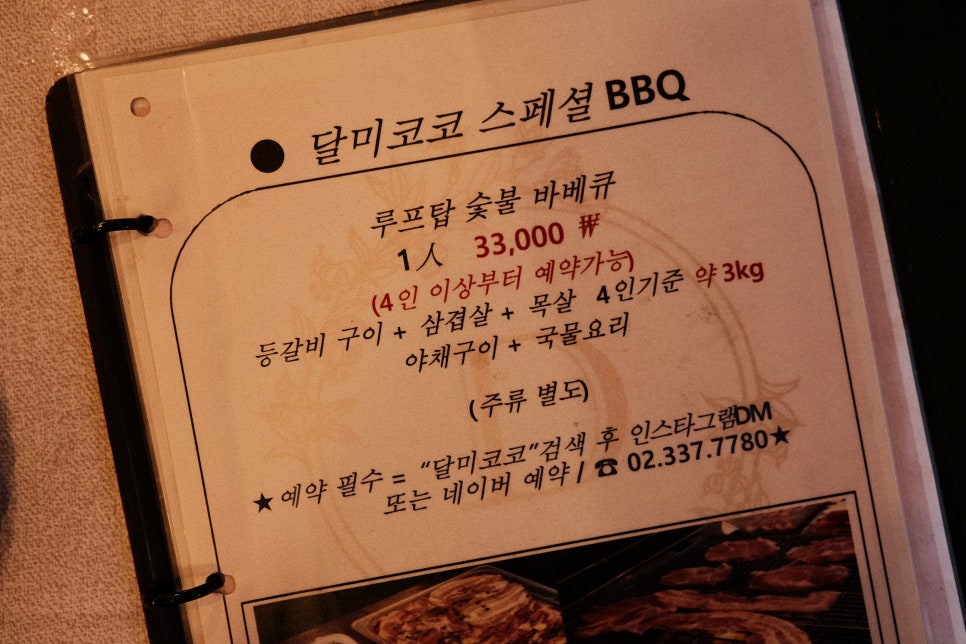 ● 달미코코 스페셜 BBQ
루프탑 숯불 바베큐
1人 33,000 ₩
(4인 이상부터 예약가능)
등갈비 구이 + 삼겹살 + 목살 4인기준 약 3kg
야채구이 + 국물요리
(주류 별도)
★예약 필수 = “달미코코”검색 후 인스타그램DM
또는 네이버 예약 / ☎ 02.337.7780★